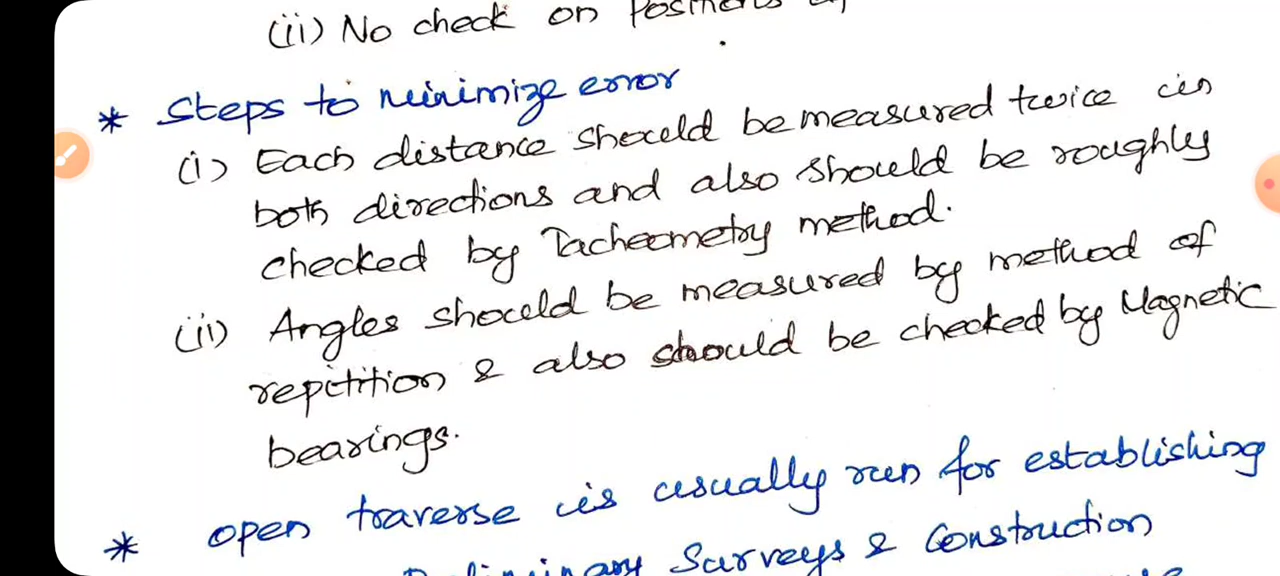 (ii) No check on
* Steps to minimize error
(i) Each distance should be measured twice in
both directions and also should be roughly
checked by Tacheometry method.
(ii) Angles should be measured by method of
repitition & also should be checked by Magnetic
bearings.
* open traverse is usually run for establishing
Surveys & Construction